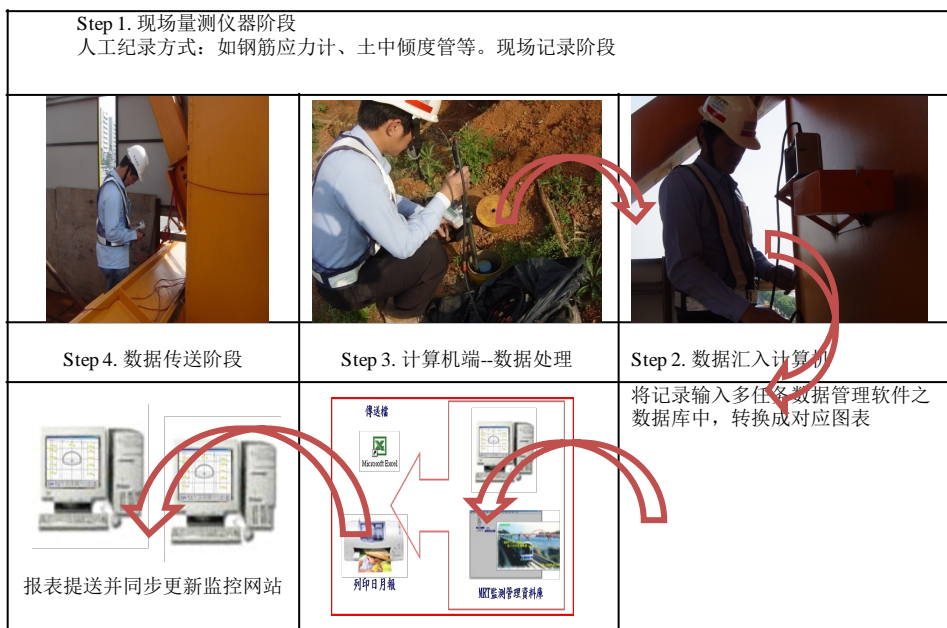 Step 1. 现场量测仪器阶段
人工纪录方式：如钢筋应力计、土中倾度管等。现场记录阶段
Step 4. 数据传送阶段
Step 3. 计算机端--数据处理
Step 2. 数据汇入计算机
将记录输入多任务数据管理软件之
数据库中，转换成对应图表
傳送檔
Microsoft Excel
列印日月報
MRT監測管理資料庫
报表提送并同步更新监控网站